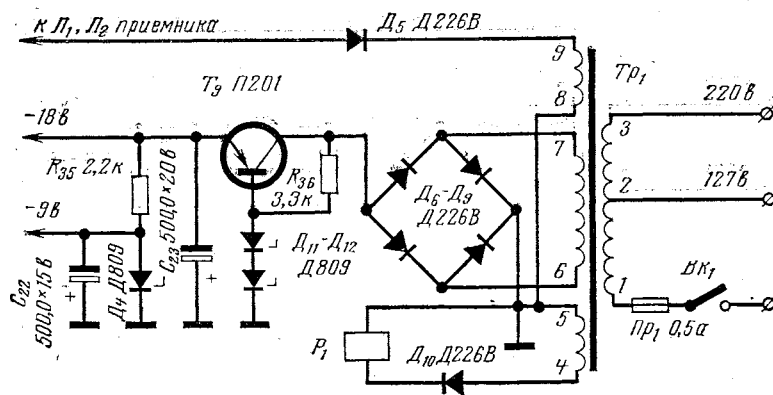 к Л₁, Л₂ приемника
Д₅ Д226В
Т₉ П201
Тр₁
9
8
7
6
5
4
3
2
1
220в
127в
-18в
R₃₅ 2,2к
-9в
R₃₆
3,3к
Д₆-Д₉
Д226В
Д₁₁-Д₁₂
Д809
С₂₂
500,0×15в
+
Д₄ Д809
С₂₃ 500,0×20в
+
Р₁
Д₁₀ Д226В
Вк₁
Пр₁ 0,5а